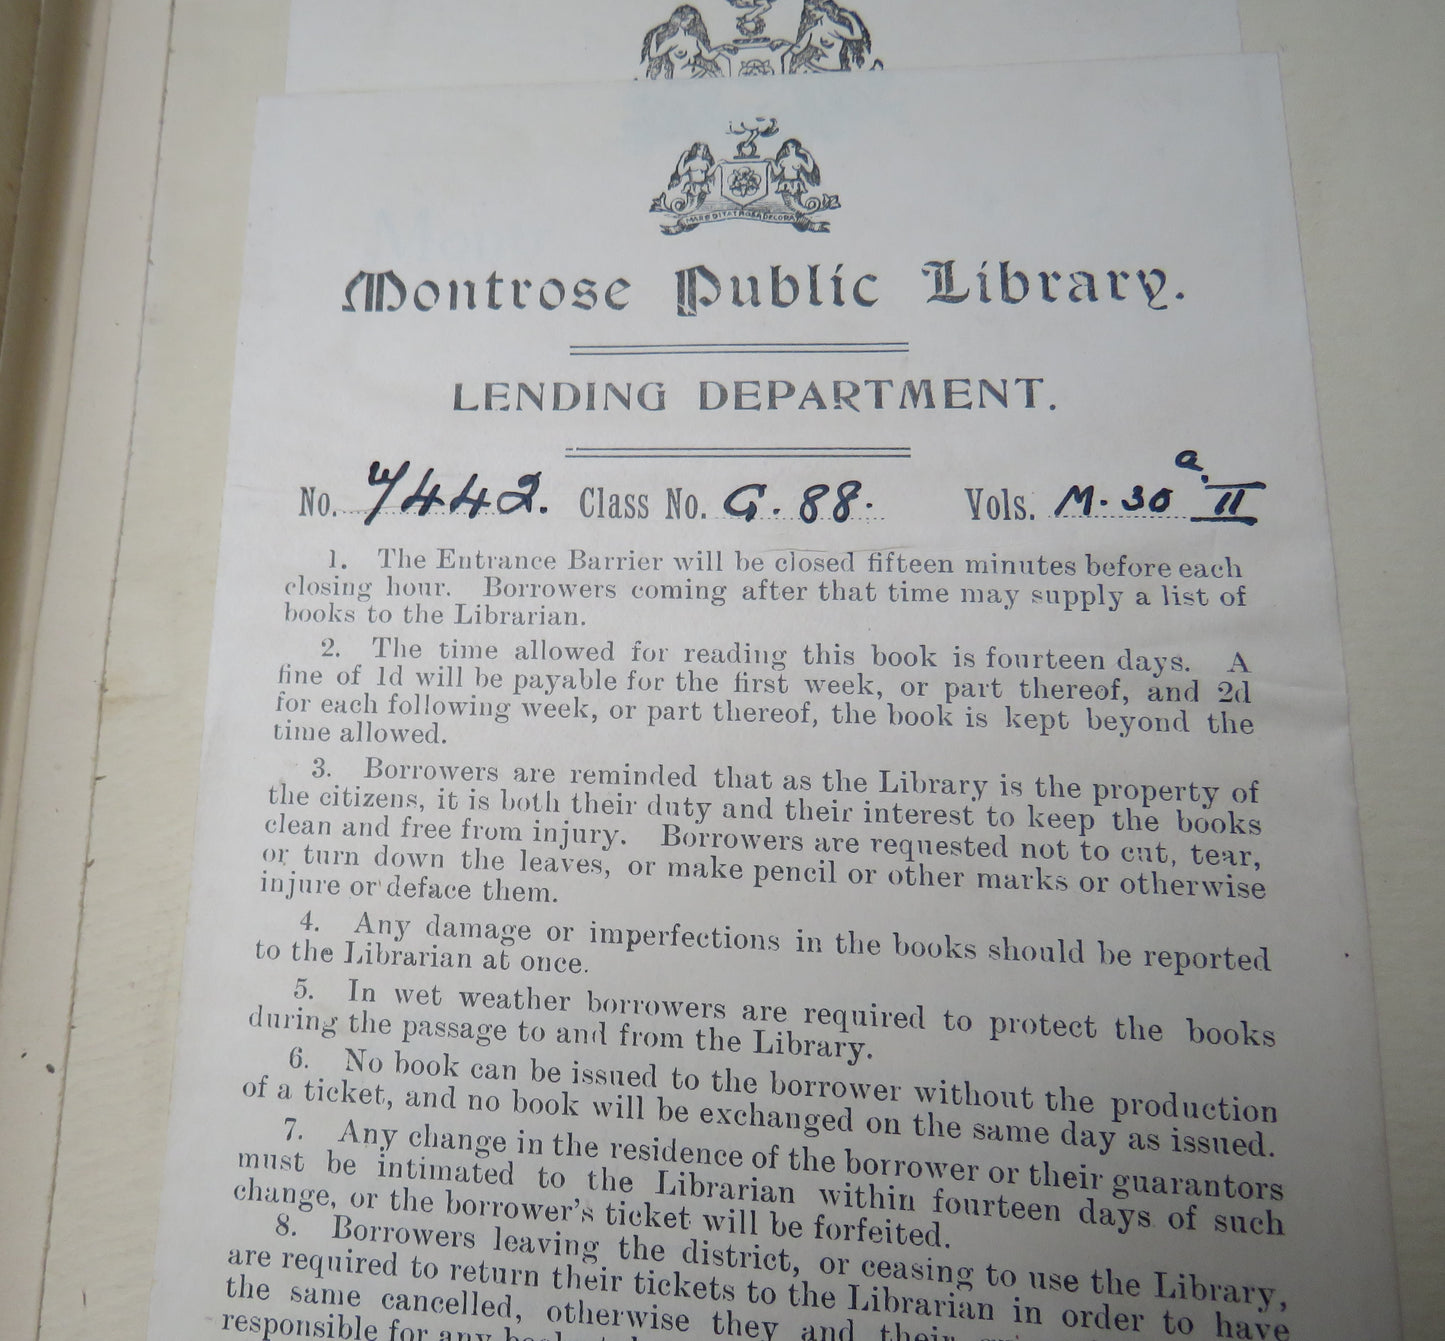 MARE DITAT ROSA DECORAT
Montrose Public Library.
LENDING DEPARTMENT.
No. 7442. Class No. G. 88. Vols. M. 30 a. II
1. The Entrance Barrier will be closed fifteen minutes before each
closing hour. Borrowers coming after that time may supply a list of
books to the Librarian.
2. The time allowed for reading this book is fourteen days. A
fine of 1d will be payable for the first week, or part thereof, and 2d
for each following week, or part thereof, the book is kept beyond the
time allowed.
3. Borrowers are reminded that as the Library is the property of
the citizens, it is both their duty and their interest to keep the books
clean and free from injury. Borrowers are requested not to cut, tear,
or turn down the leaves, or make pencil or other marks or otherwise
injure or deface them.
4. Any damage or imperfections in the books should be reported
to the Librarian at once.
5. In wet weather borrowers are required to protect the books
during the passage to and from the Library.
6. No book can be issued to the borrower without the production
of a ticket, and no book will be exchanged on the same day as issued.
7. Any change in the residence of the borrower or their guarantors
must be intimated to the Librarian within fourteen days of such
change, or the borrower's ticket will be forfeited.
8. Borrowers leaving the district, or ceasing to use the Library,
are required to return their tickets to the Librarian in order to have
the same cancelled, otherwise they and their
responsible for any